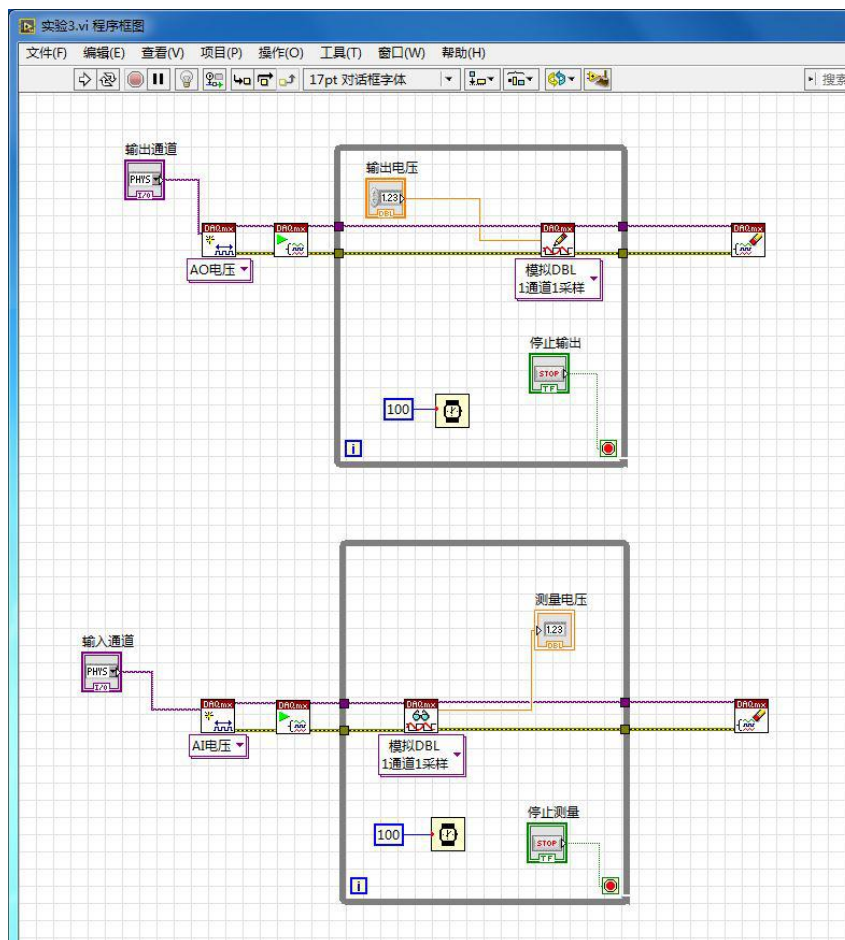 实验3.vi 程序框图
文件(F) 编辑(E) 查看(V) 项目(P) 操作(O) 工具(T) 窗口(W) 帮助(H)
17pt 对话框字体
搜索
输出通道
PHYS
I/O
输出电压
1.23
DBL
DAQmx
DAQmx
DAQmx
DAQmx
AO电压
模拟DBL
1通道1采样
停止输出
STOP
TF
100
i
测量电压
1.23
DBL
输入通道
PHYS
I/O
DAQmx
DAQmx
DAQmx
DAQmx
AI电压
模拟DBL
1通道1采样
停止测量
100
STOP
TF
i